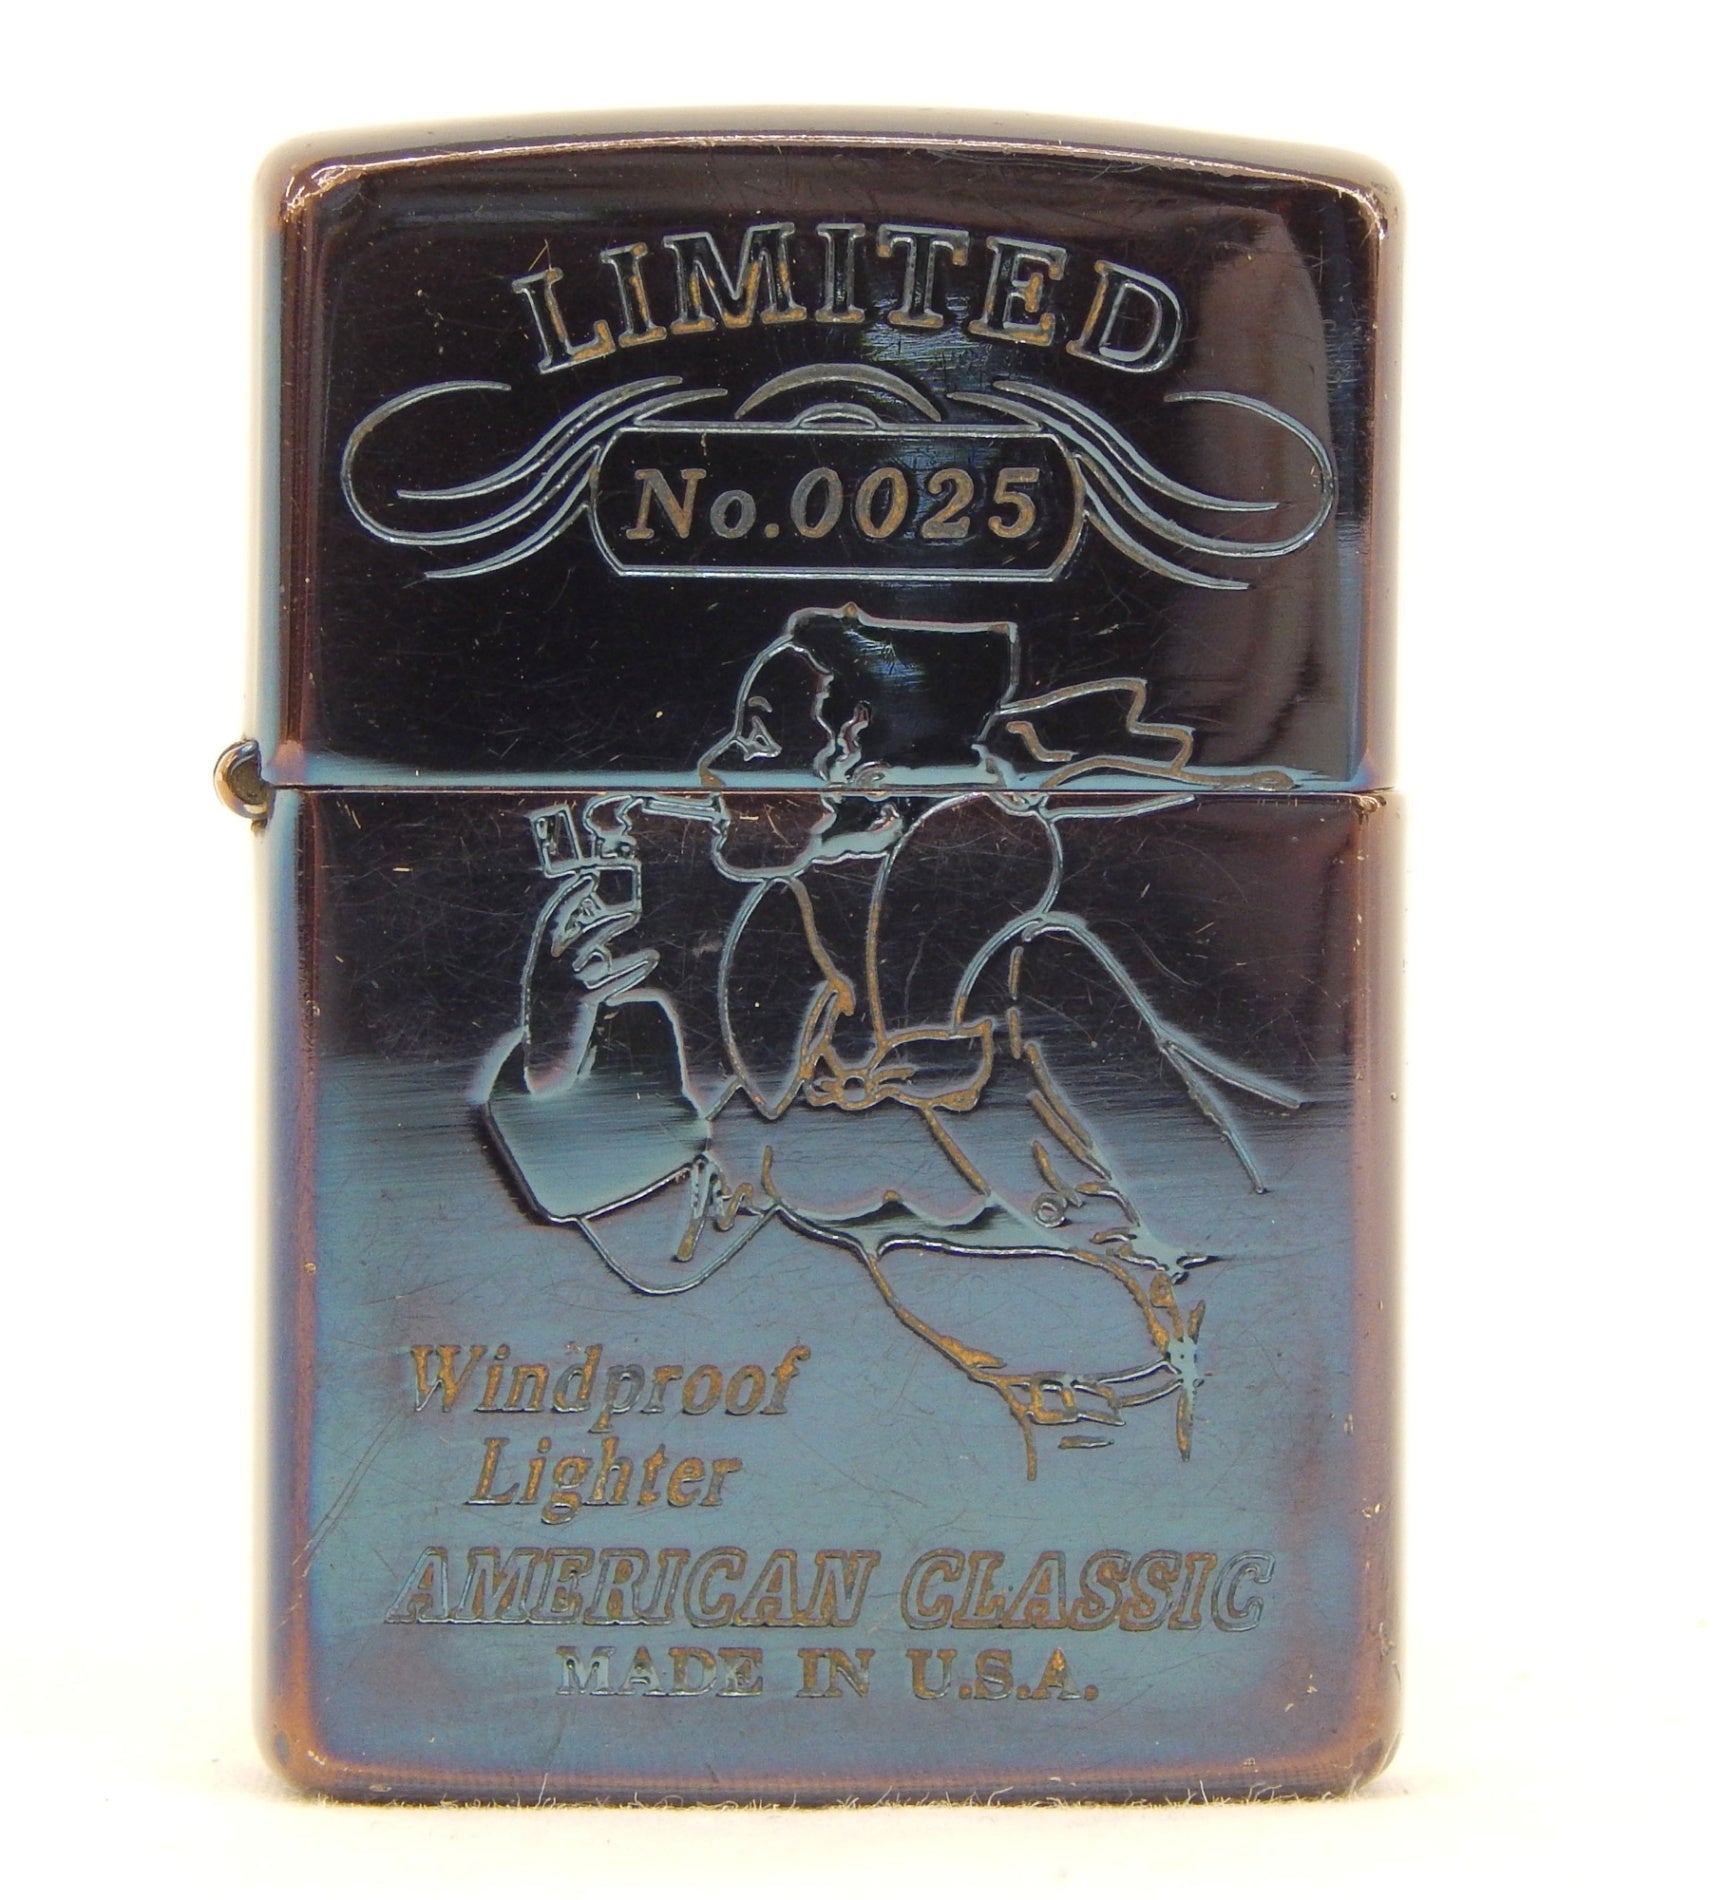 LIMITED
No.0025
Windproof
Lighter
AMERICAN CLASSIC
MADE IN U.S.A.